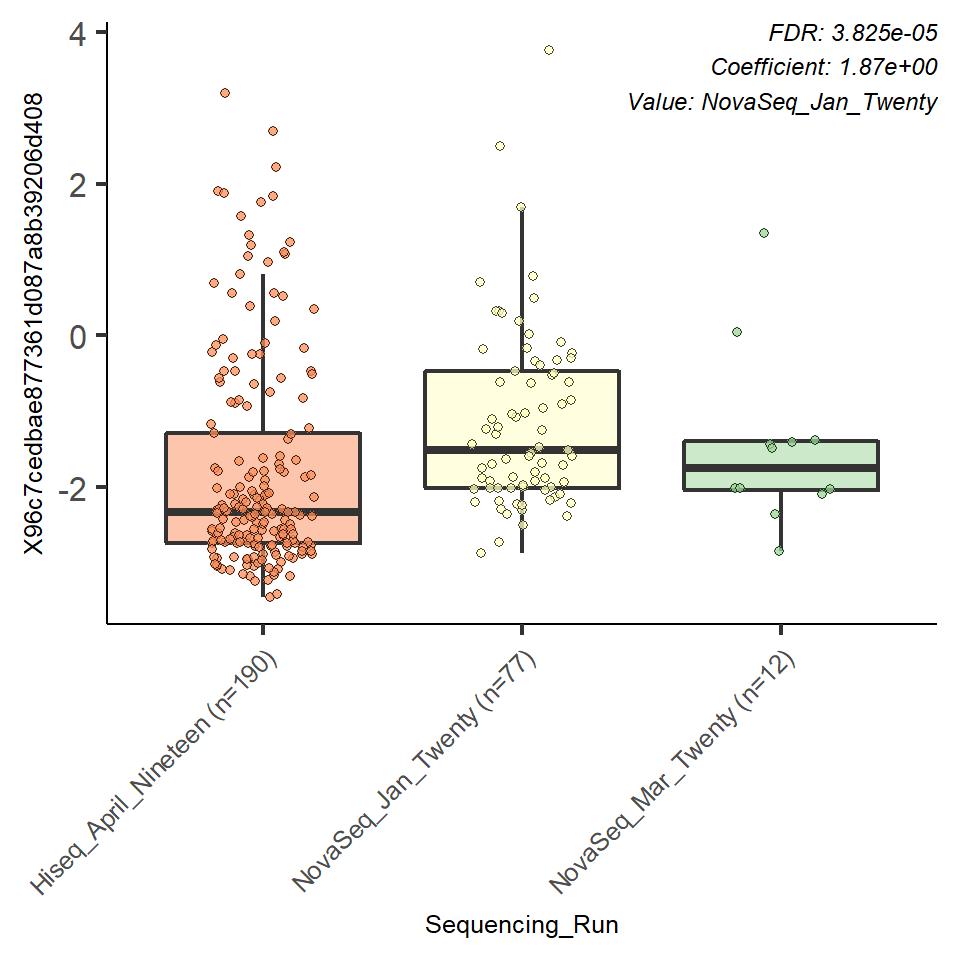 FDR: 3.825e-05
Coefficient: 1.87e+00
Value: NovaSeq_Jan_Twenty
X96c7cedbae877361d087a8b39206d408
4
2
0
-2
Hiseq_April_Nineteen (n=190)
NovaSeq_Jan_Twenty (n=77)
NovaSeq_Mar_Twenty (n=12)
Sequencing_Run